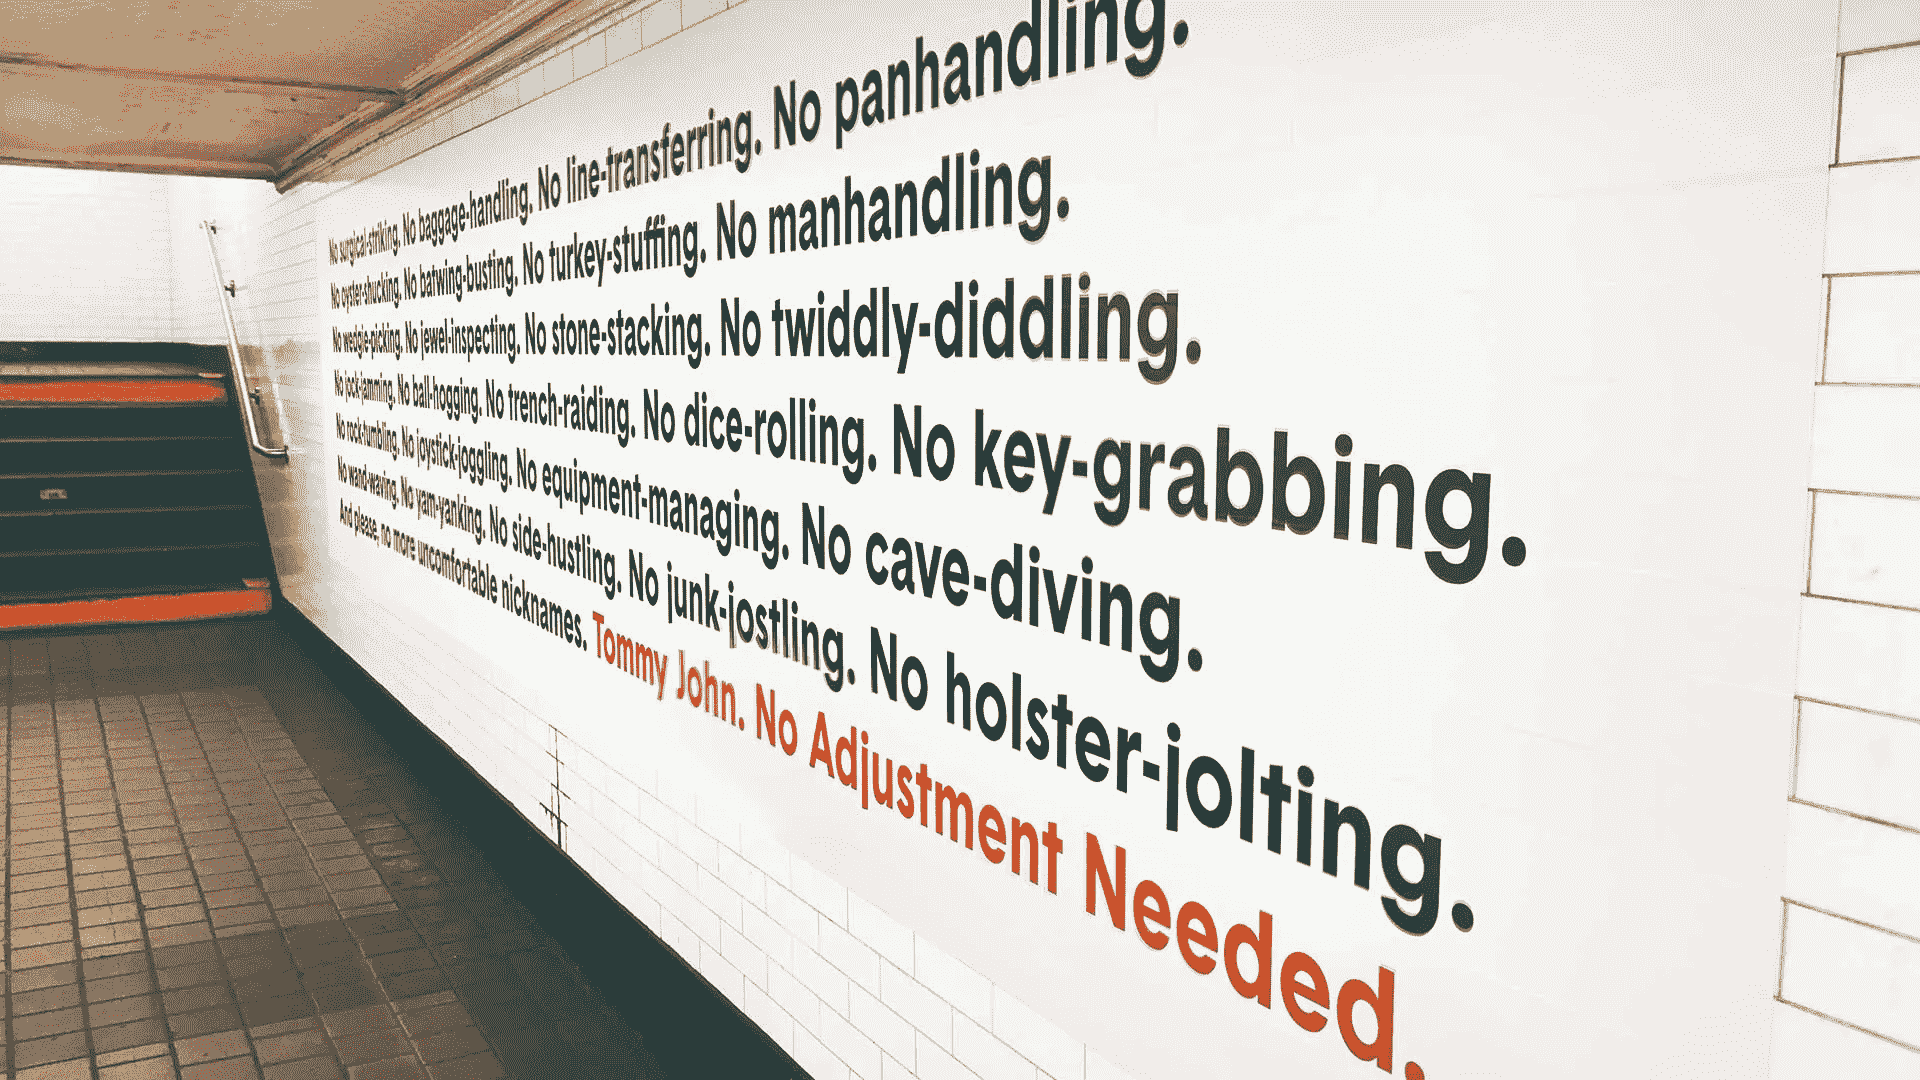 No surgical-striking. No baggage-handling. No line-transferring. No panhandling.
No oyster-shucking. No batwing-busting. No turkey-stuffing. No manhandling.
No wedgie-picking. No jewel-inspecting. No stone-stacking. No twiddly-diddling.
No jock-jamming. No ball-hogging. No trench-raiding. No dice-rolling. No key-grabbing.
No rock-tumbling. No joystick-joggling. No equipment-managing. No cave-diving.
No wand-waving. No yam-yanking. No side-hustling. No junk-jostling. No holster-jolting.
And please, no more uncomfortable nicknames. Tommy John. No Adjustment Needed.